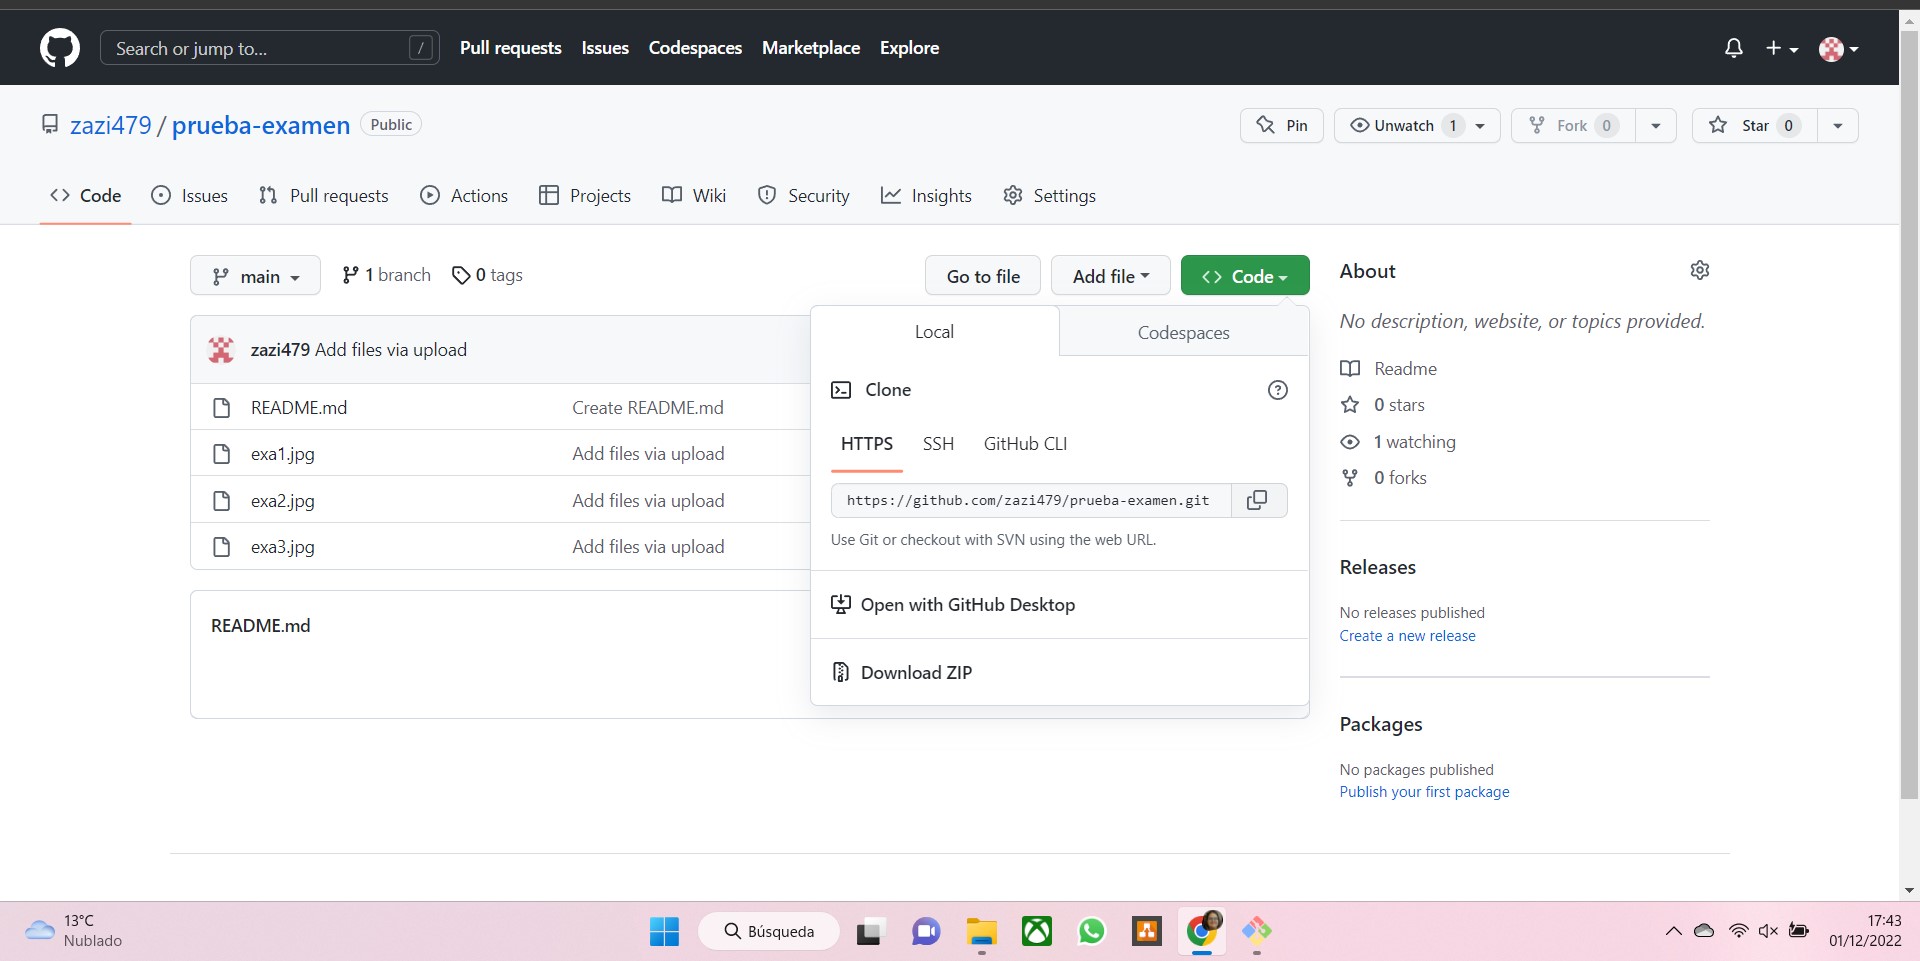 Search or jump to...
/
Pull requests
Issues
Codespaces
Marketplace
Explore
zazi479 / prueba-examen
Public
Pin
Unwatch 1
Fork 0
Star 0
Code
Issues
Pull requests
Actions
Projects
Wiki
Security
Insights
Settings
main
1 branch
0 tags
Go to file
Add file
Code
zazi479 Add files via upload
README.md
Create README.md
exa1.jpg
Add files via upload
exa2.jpg
Add files via upload
exa3.jpg
Add files via upload
README.md
Local
Codespaces
Clone
HTTPS
SSH
GitHub CLI
https://github.com/zazi479/prueba-examen.git
Use Git or checkout with SVN using the web URL.
Open with GitHub Desktop
Download ZIP
About
No description, website, or topics provided.
Readme
0 stars
1 watching
0 forks
Releases
No releases published
Create a new release
Packages
No packages published
Publish your first package
13°C
Nublado
Búsqueda
17:43
01/12/2022